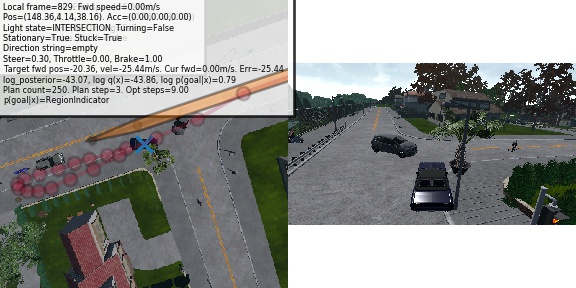 Local frame=829. Fwd speed=0.00m/s
Pos=(148.36,4.14,38.16). Acc=(0.00,0.00,0.00)
Light state=INTERSECTION. Turning=False
Stationary=True. Stuck=True
Direction string=empty
Steer=0.30, Throttle=0.00, Brake=1.00
Target fwd pos=-20.36, vel=-25.44m/s. Cur fwd=0.00m/s. Err=-25.44
log_posterior=-43.07, log q(x)=-43.86, log p(goal|x)=0.79
Plan count=250. Plan step=3. Opt steps=9.00
p(goal|x)=RegionIndicator